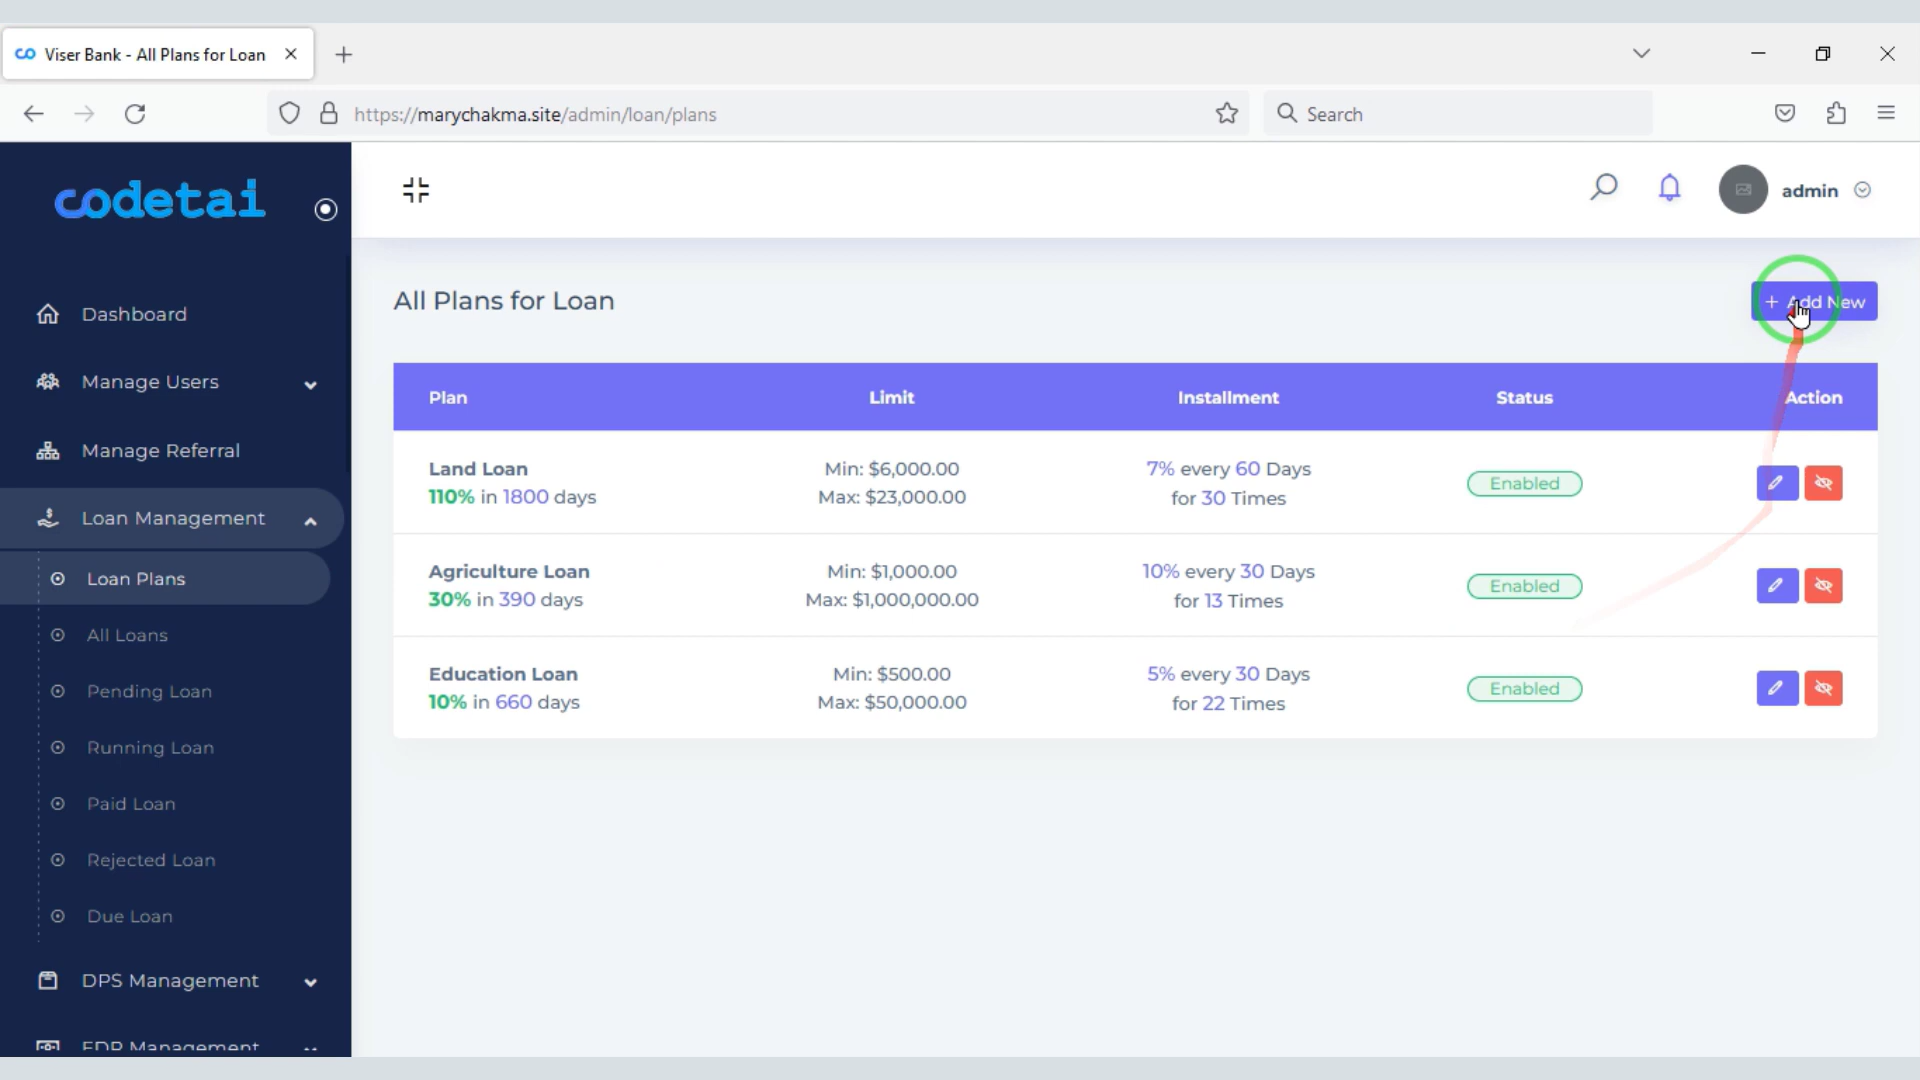 Viser Bank - All Plans for Loan
https://marychakma.site/admin/loan/plans
Search
codetai
admin
Dashboard
Manage Users
Manage Referral
Loan Management
Loan Plans
All Loans
Pending Loan
Running Loan
Paid Loan
Rejected Loan
Due Loan
DPS Management
FDR Management
All Plans for Loan
+ Add New
Plan Limit Installment Status Action
Land Loan
110% in 1800 days
Min: $6,000.00
Max: $23,000.00
7% every 60 Days
for 30 Times
Enabled
Agriculture Loan
30% in 390 days
Min: $1,000.00
Max: $1,000,000.00
10% every 30 Days
for 13 Times
Enabled
Education Loan
10% in 660 days
Min: $500.00
Max: $50,000.00
5% every 30 Days
for 22 Times
Enabled